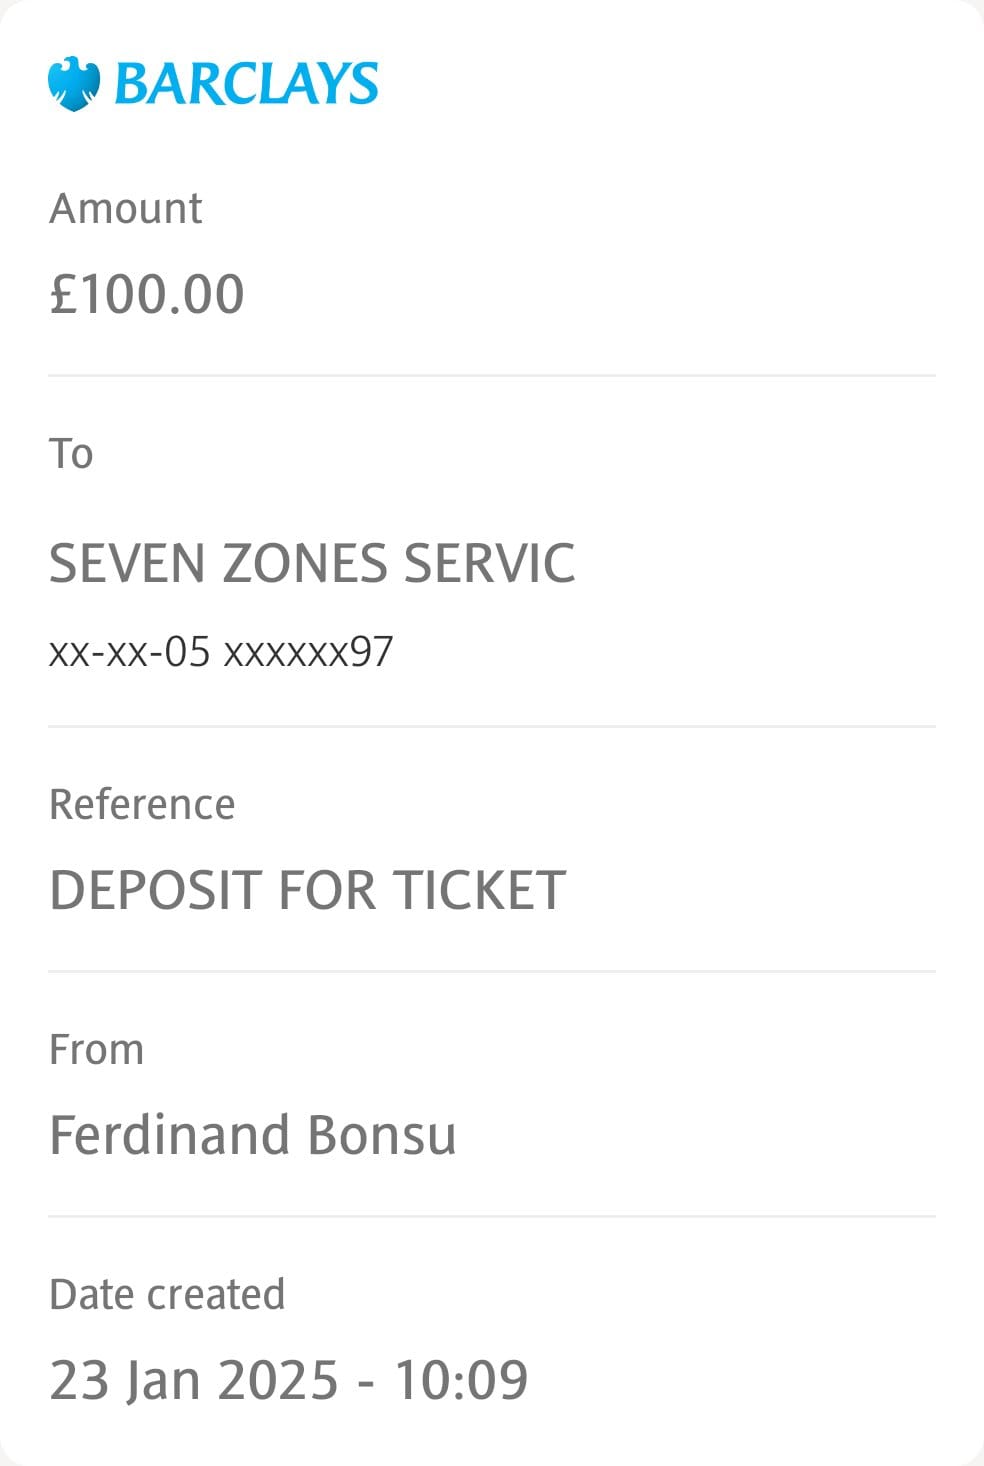 BARCLAYS
Amount
£100.00
To
SEVEN ZONES SERVIC
xx-xx-05 xxxxxx97
Reference
DEPOSIT FOR TICKET
From
Ferdinand Bonsu
Date created
23 Jan 2025 - 10:09